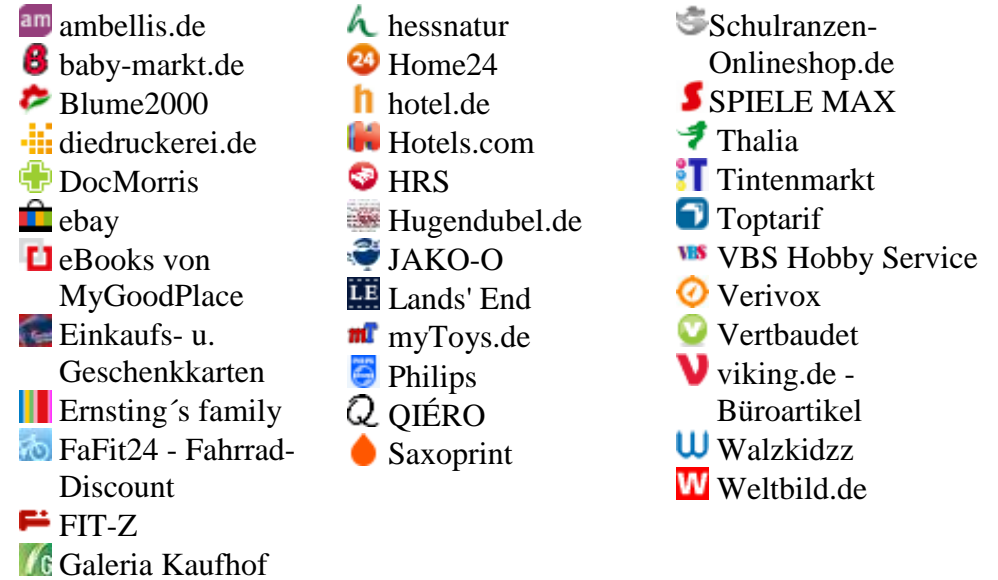 ambellis.de
baby-markt.de
Blume2000
diedruckerei.de
DocMorris
ebay
eBooks von
MyGoodPlace
Einkaufs- u.
Geschenkkarten
Ernsting´s family
FaFit24 - Fahrrad-
Discount
FIT-Z
Galeria Kaufhof
hessnatur
Home24
hotel.de
Hotels.com
HRS
Hugendubel.de
JAKO-O
Lands' End
myToys.de
Philips
QIÉRO
Saxoprint
Schulranzen-
Onlineshop.de
SPIELE MAX
Thalia
Tintenmarkt
Toptarif
VBS Hobby Service
Verivox
Vertbaudet
viking.de -
Büroartikel
Walzkidzz
Weltbild.de